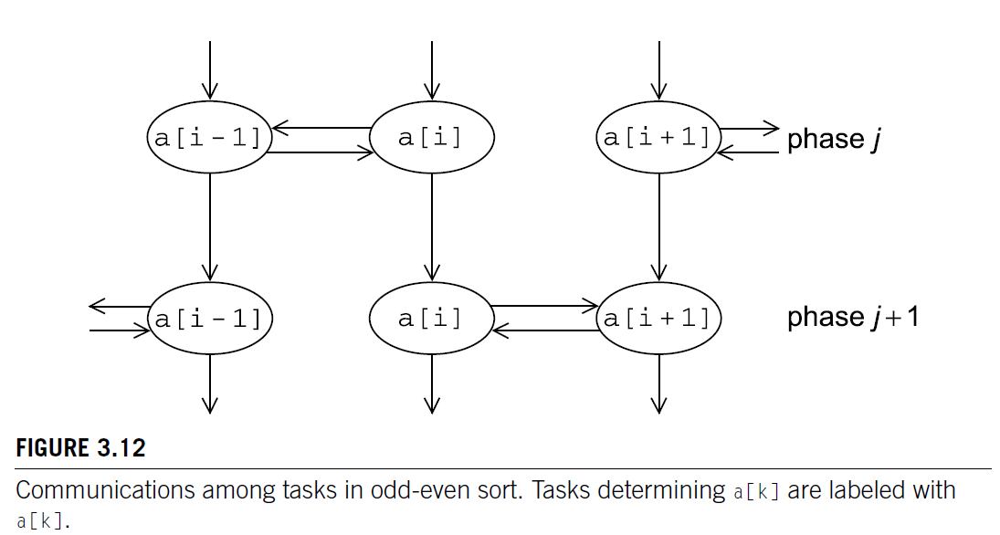 a[i-1] a[i] a[i+1] phase j
a[i-1] a[i] a[i+1] phase j+1
FIGURE 3.12
Communications among tasks in odd-even sort. Tasks determining a[k] are labeled with
a[k].